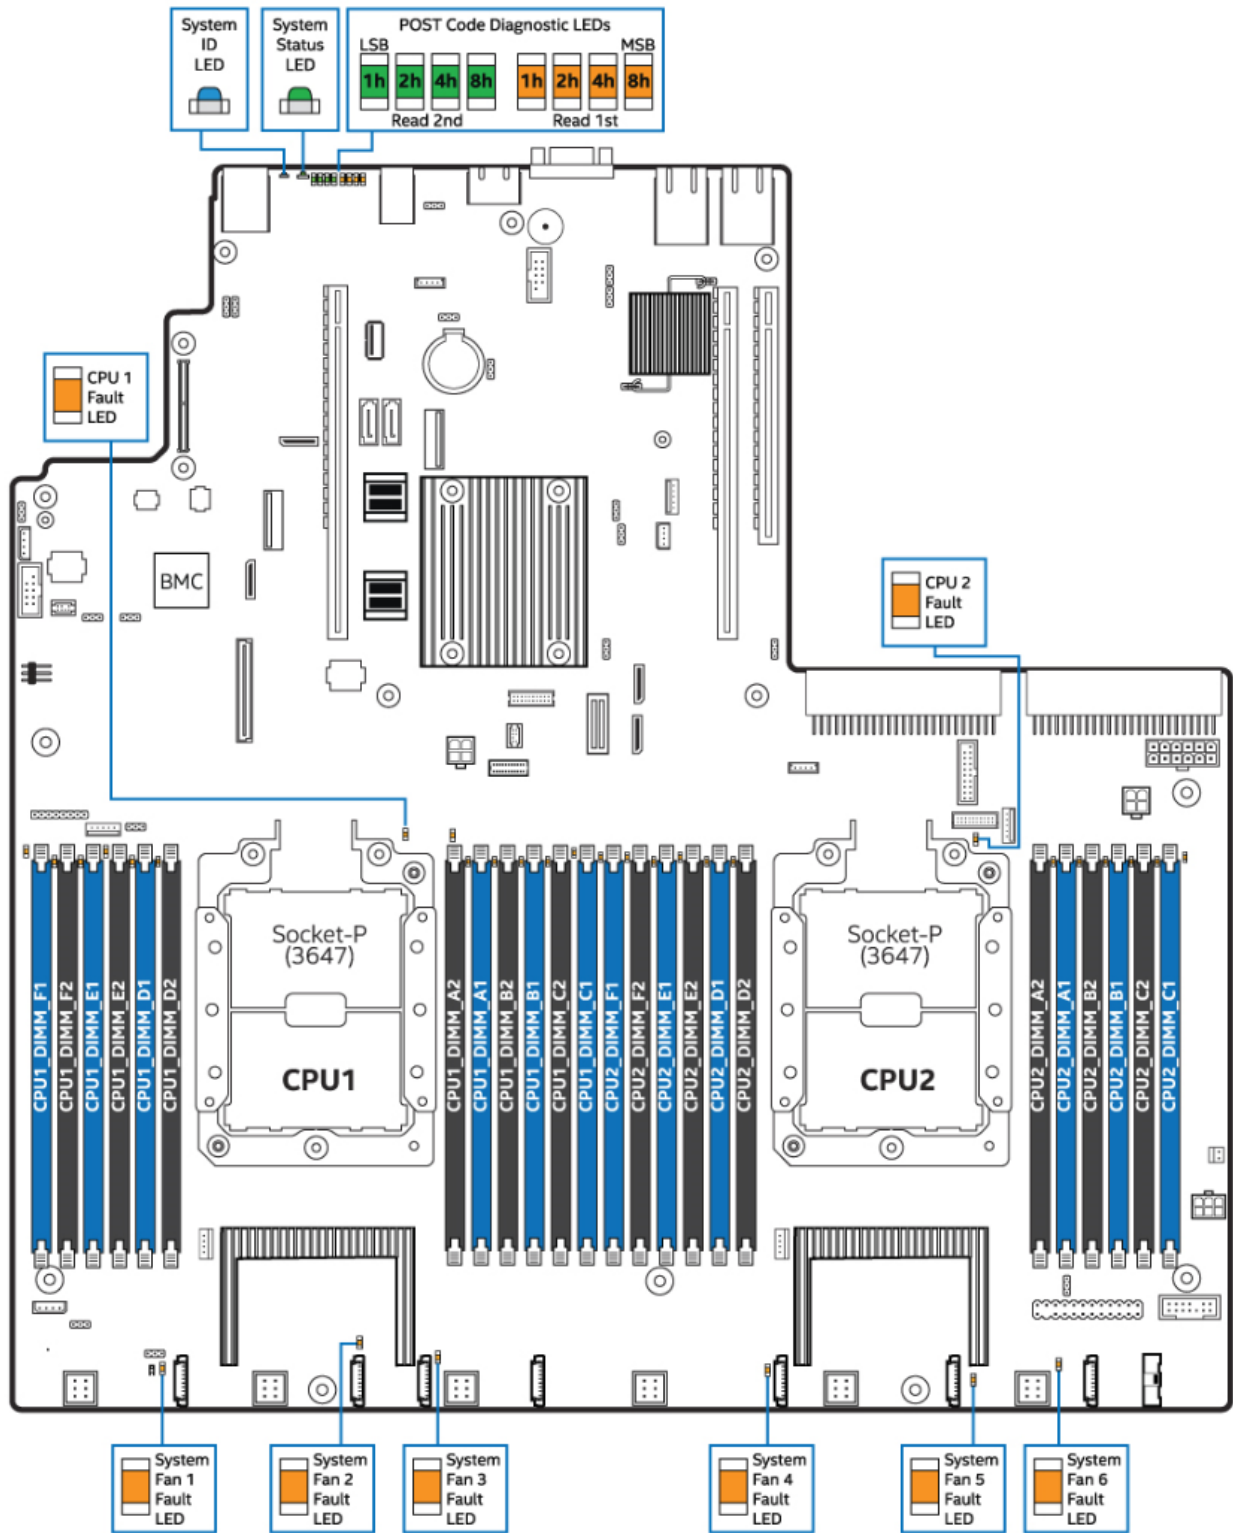 System
ID
LED
System
Status
LED
POST Code Diagnostic LEDs
LSB
MSB
1h 2h 4h 8h 1h 2h 4h 8h
Read 2nd
Read 1st
CPU 1
Fault
LED
BMC
CPU 2
Fault
LED
CPU1_DIMM_F1
CPU1_DIMM_F2
CPU1_DIMM_E1
CPU1_DIMM_E2
CPU1_DIMM_D1
CPU1_DIMM_D2
Socket-P
(3647)
CPU1
CPU1_DIMM_A2
CPU1_DIMM_A1
CPU1_DIMM_B2
CPU1_DIMM_B1
CPU1_DIMM_C2
CPU1_DIMM_C1
CPU2_DIMM_F1
CPU2_DIMM_F2
CPU2_DIMM_E1
CPU2_DIMM_E2
CPU2_DIMM_D1
CPU2_DIMM_D2
Socket-P
(3647)
CPU2
CPU2_DIMM_A2
CPU2_DIMM_A1
CPU2_DIMM_B2
CPU2_DIMM_B1
CPU2_DIMM_C2
CPU2_DIMM_C1
System
Fan 1
Fault
LED
System
Fan 2
Fault
LED
System
Fan 3
Fault
LED
System
Fan 4
Fault
LED
System
Fan 5
Fault
LED
System
Fan 6
Fault
LED